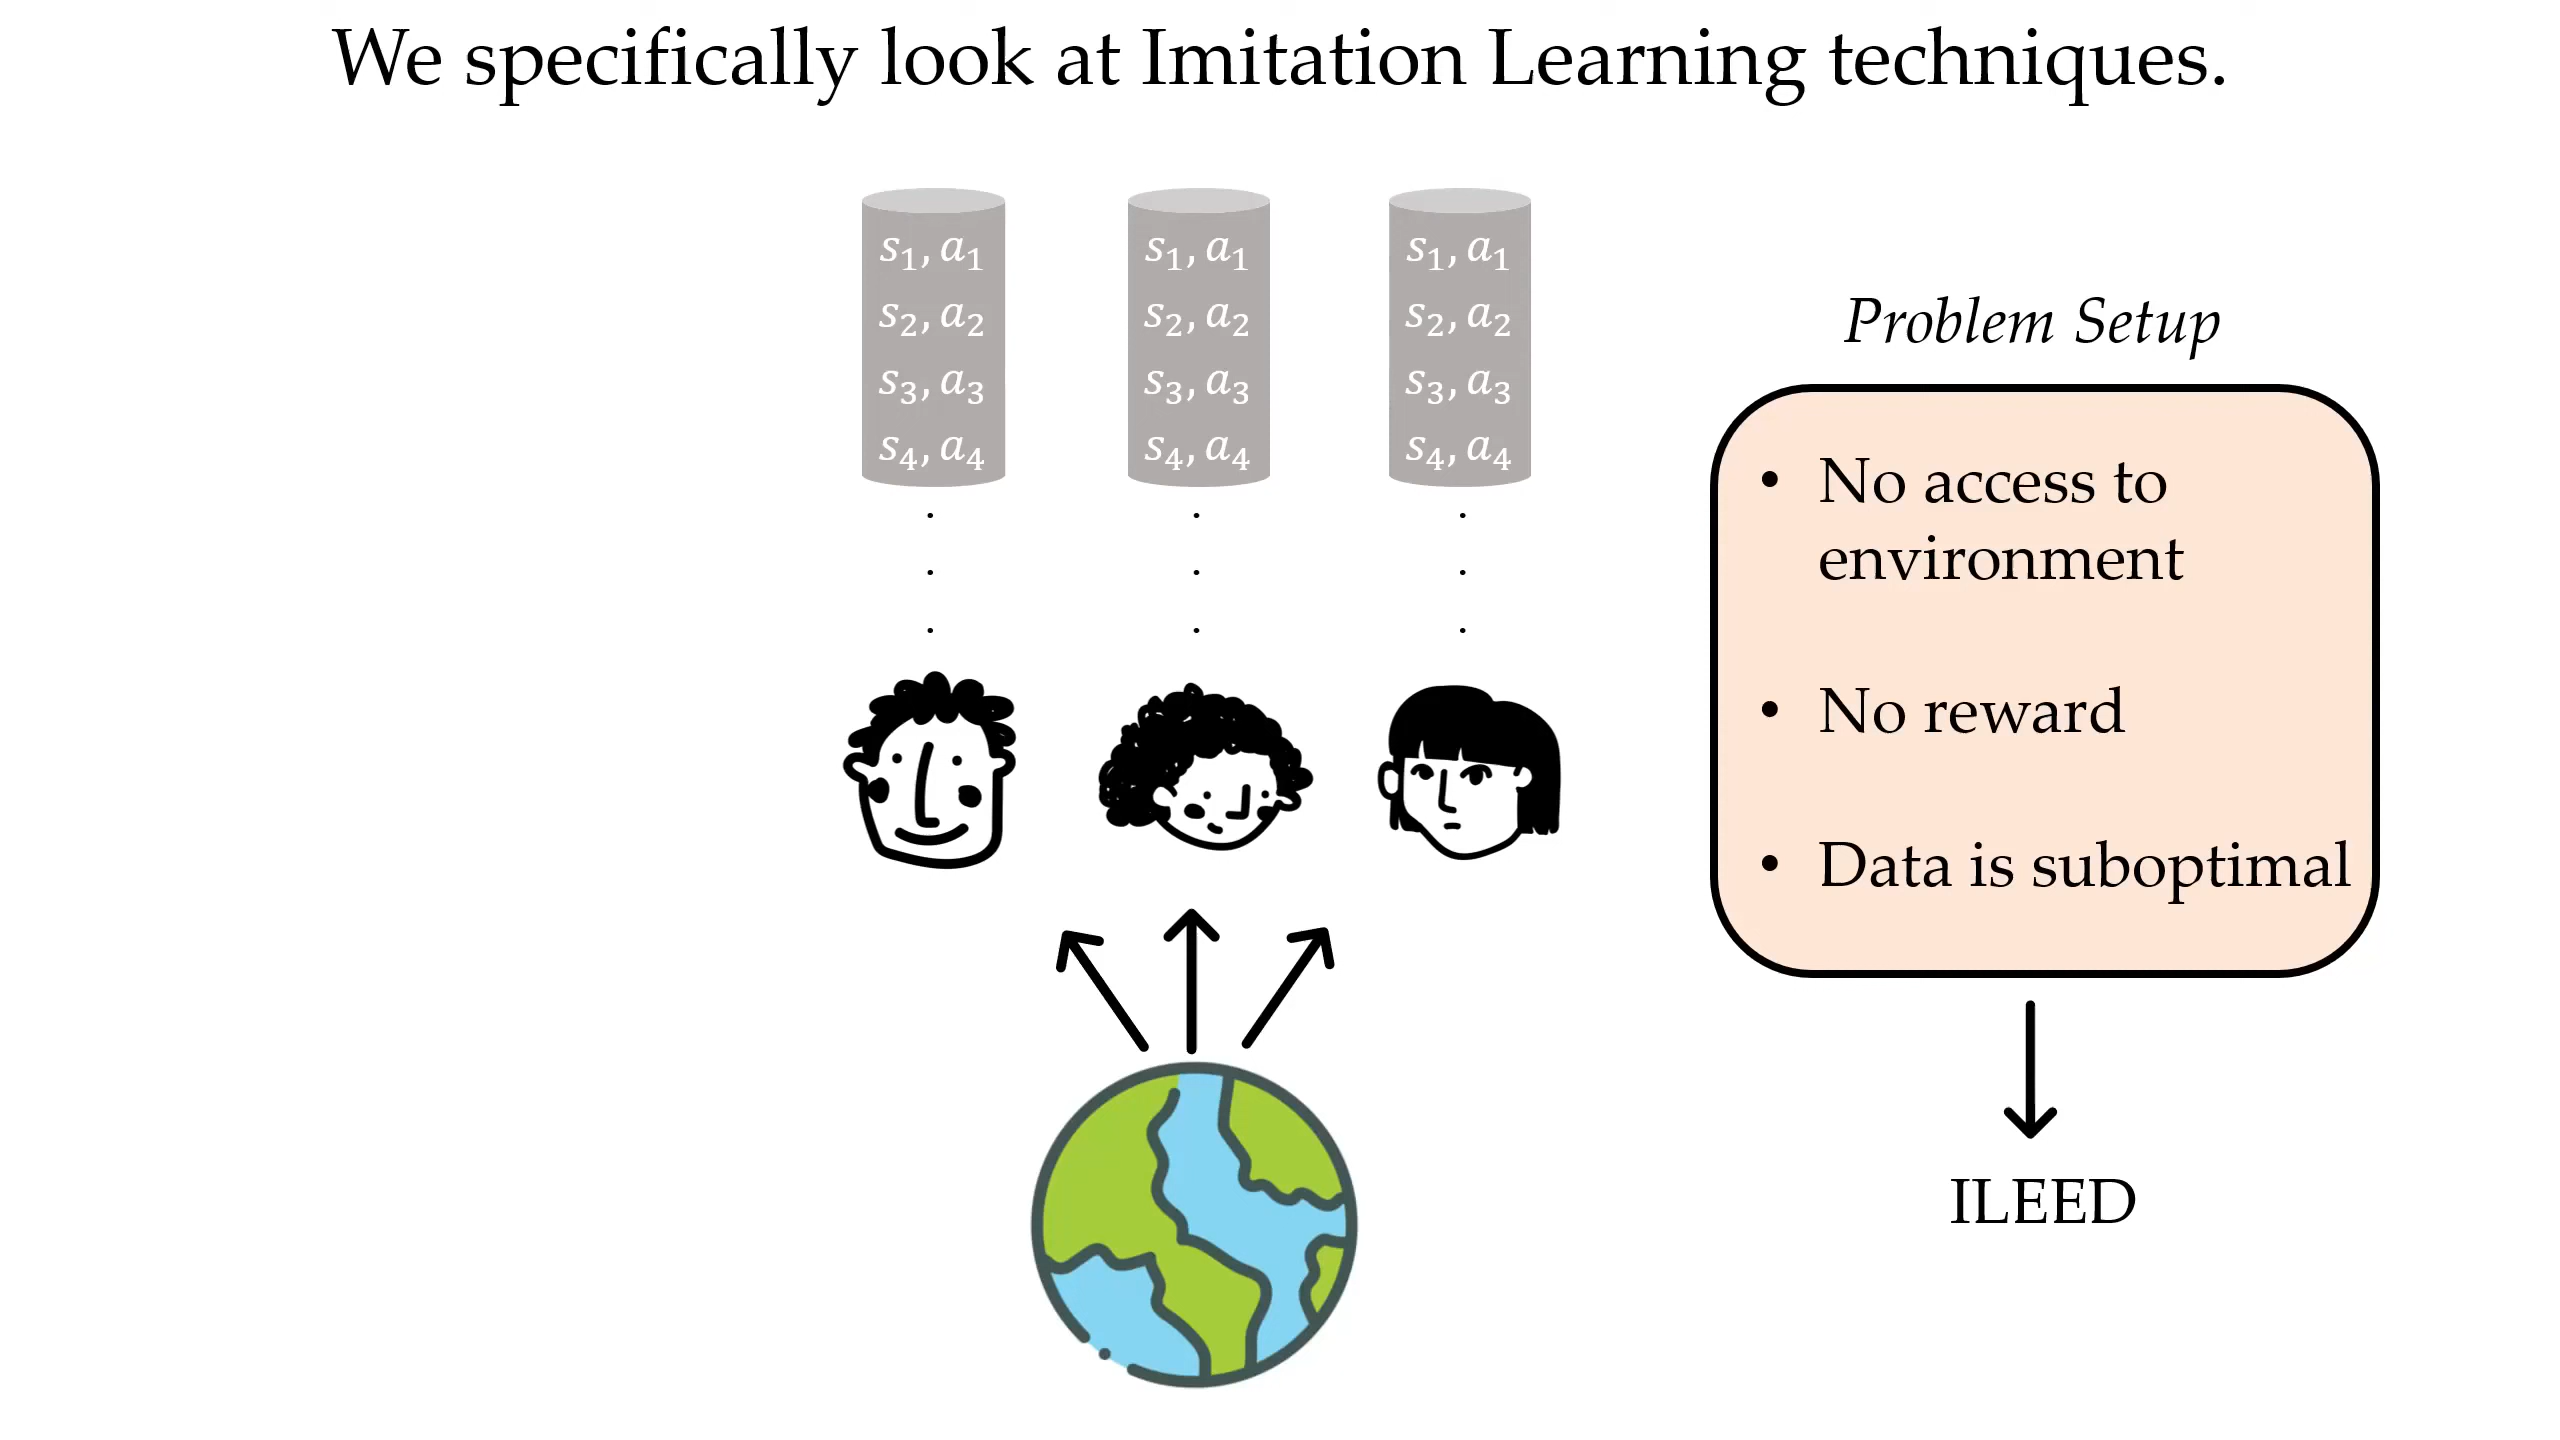 We specifically look at Imitation Learning techniques.
s₁, a₁
s₂, a₂
s₃, a₃
s₄, a₄
s₁, a₁
s₂, a₂
s₃, a₃
s₄, a₄
s₁, a₁
s₂, a₂
s₃, a₃
s₄, a₄
Problem Setup
• No access to
environment
• No reward
• Data is suboptimal
ILEED